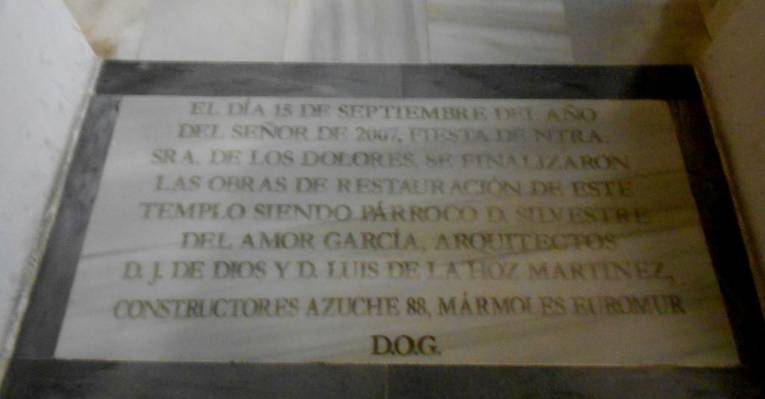 EL DÍA 15 DE SEPTIEMBRE DEL AÑO
DEL SEÑOR DE 2007, FIESTA DE NTRA.
SRA. DE LOS DOLORES, SE FINALIZARON
LAS OBRAS DE RESTAURACIÓN DE ESTE
TEMPLO SIENDO PÁRROCO D. SILVESTRE
DEL AMOR GARCÍA, ARQUITECTOS
D. J. DE DIOS Y D. LUIS DE LA HOZ MARTÍNEZ,
CONSTRUCTORES AZUCHE 88, MÁRMOLES EUROMUR
D.O.G.